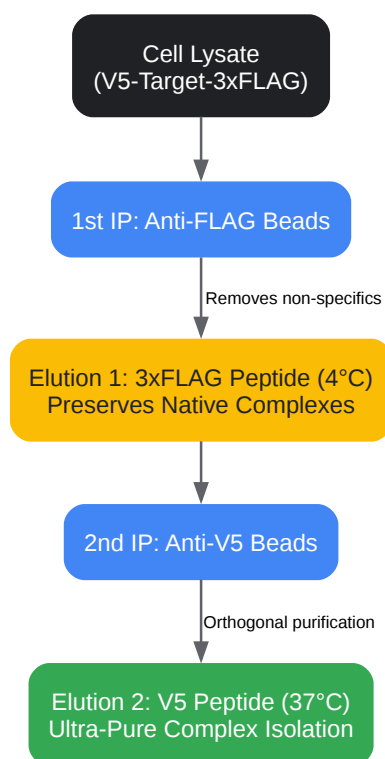 Cell Lysate
(V5-Target-3xFLAG)
1st IP: Anti-FLAG Beads
Removes non-specifics
Elution 1: 3xFLAG Peptide (4°C)
Preserves Native Complexes
2nd IP: Anti-V5 Beads
Orthogonal purification
Elution 2: V5 Peptide (37°C)
Ultra-Pure Complex Isolation